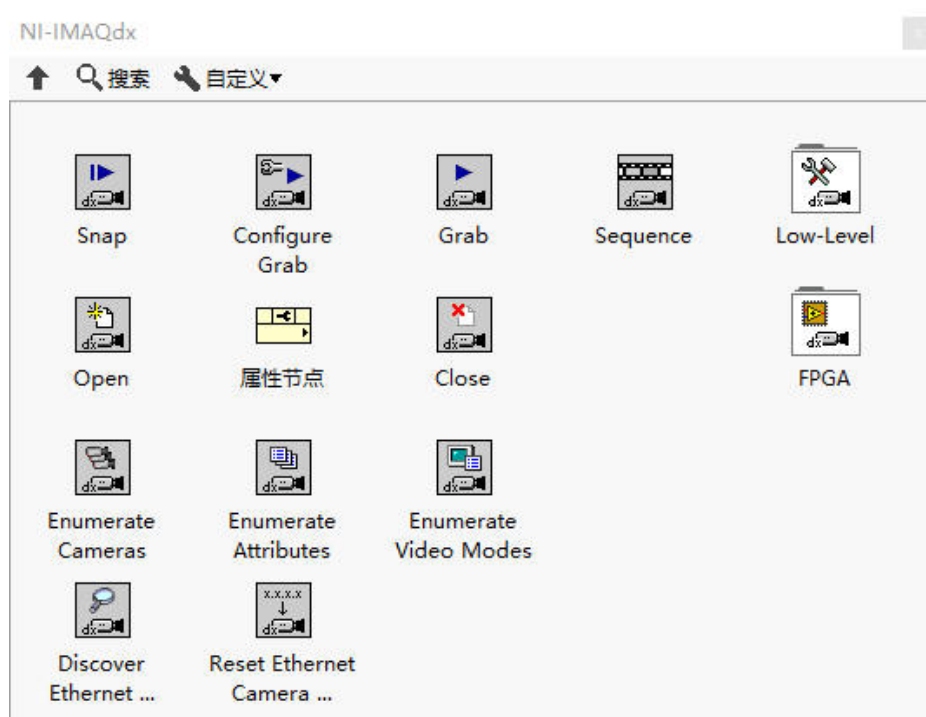 NI-IMAQdx
搜索 自定义
Snap Configure Grab Sequence Low-Level
Grab
Open 属性节点 Close FPGA
Enumerate Enumerate Enumerate
Cameras Attributes Video Modes
x.x.x.x
Discover Reset Ethernet
Ethernet ... Camera ...